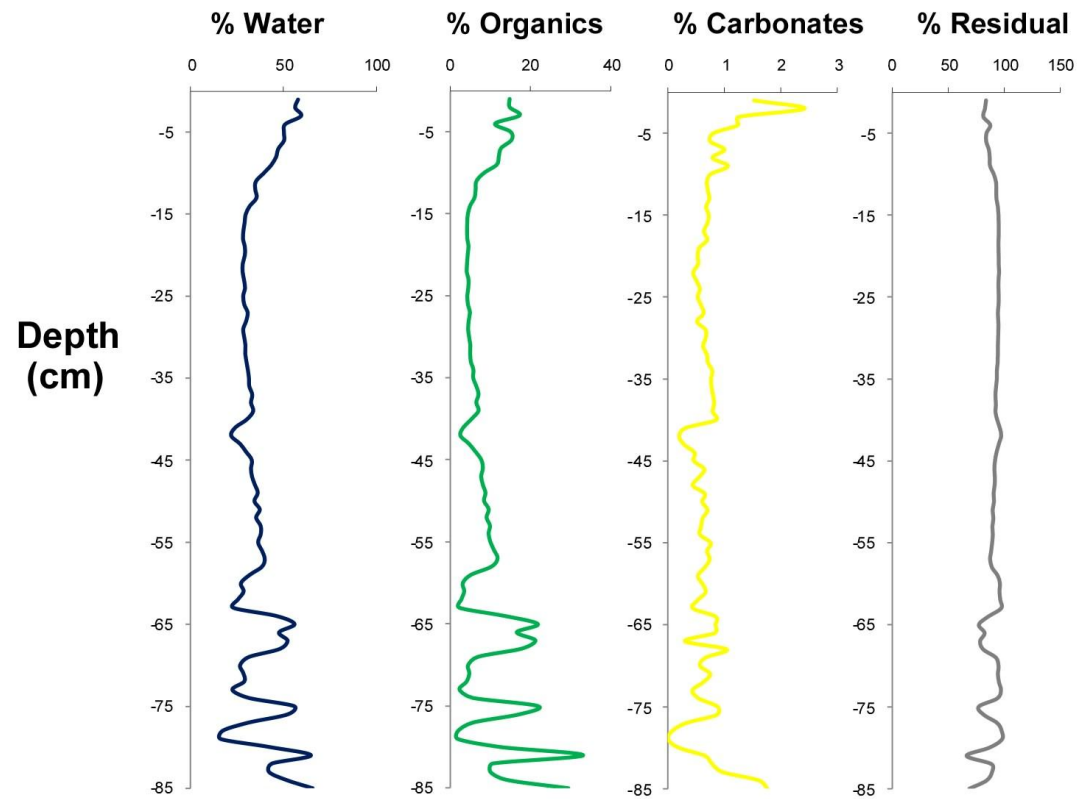 % Water % Organics % Carbonates % Residual
0 50 100 0 20 40 0 1 2 3 0 50 100 150
-5 -5 -5 -5
-15 -15 -15 -15
-25 -25 -25 -25
Depth
(cm)
-35 -35 -35 -35
-45 -45 -45 -45
-55 -55 -55 -55
-65 -65 -65 -65
-75 -75 -75 -75
-85 -85 -85 -85